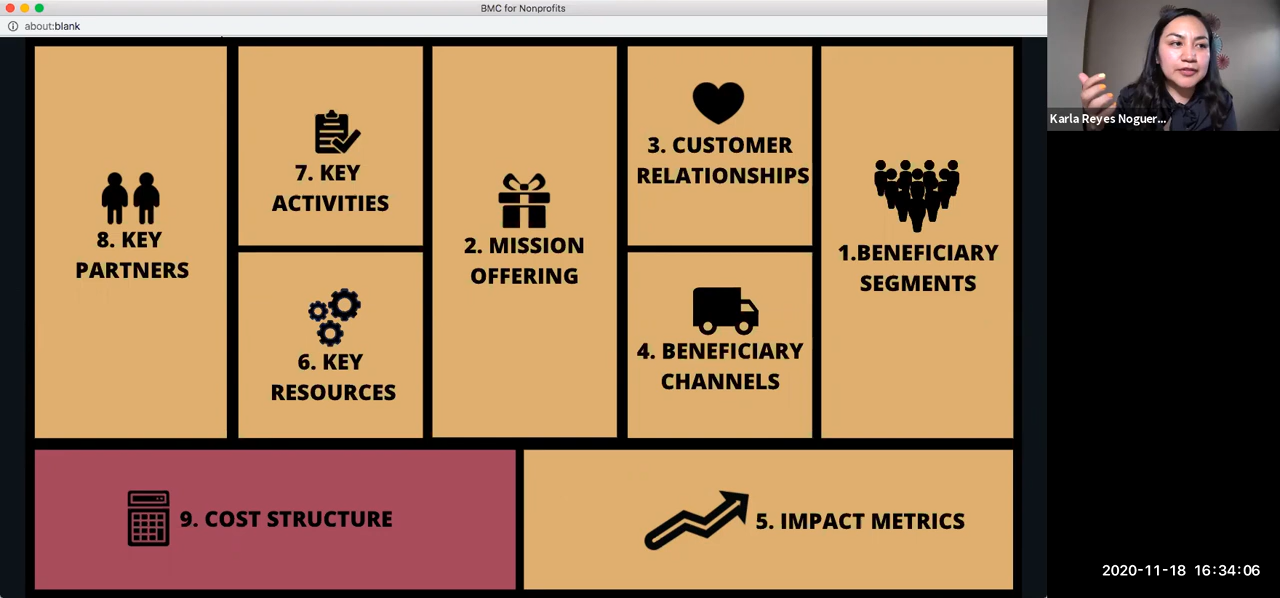 BMC for Nonprofits
about:blank
8. KEY
PARTNERS
7. KEY
ACTIVITIES
6. KEY
RESOURCES
2. MISSION
OFFERING
3. CUSTOMER
RELATIONSHIPS
4. BENEFICIARY
CHANNELS
1.BENEFICIARY
SEGMENTS
9. COST STRUCTURE
5. IMPACT METRICS
Karla Reyes Noguer...
2020-11-18 16:34:06